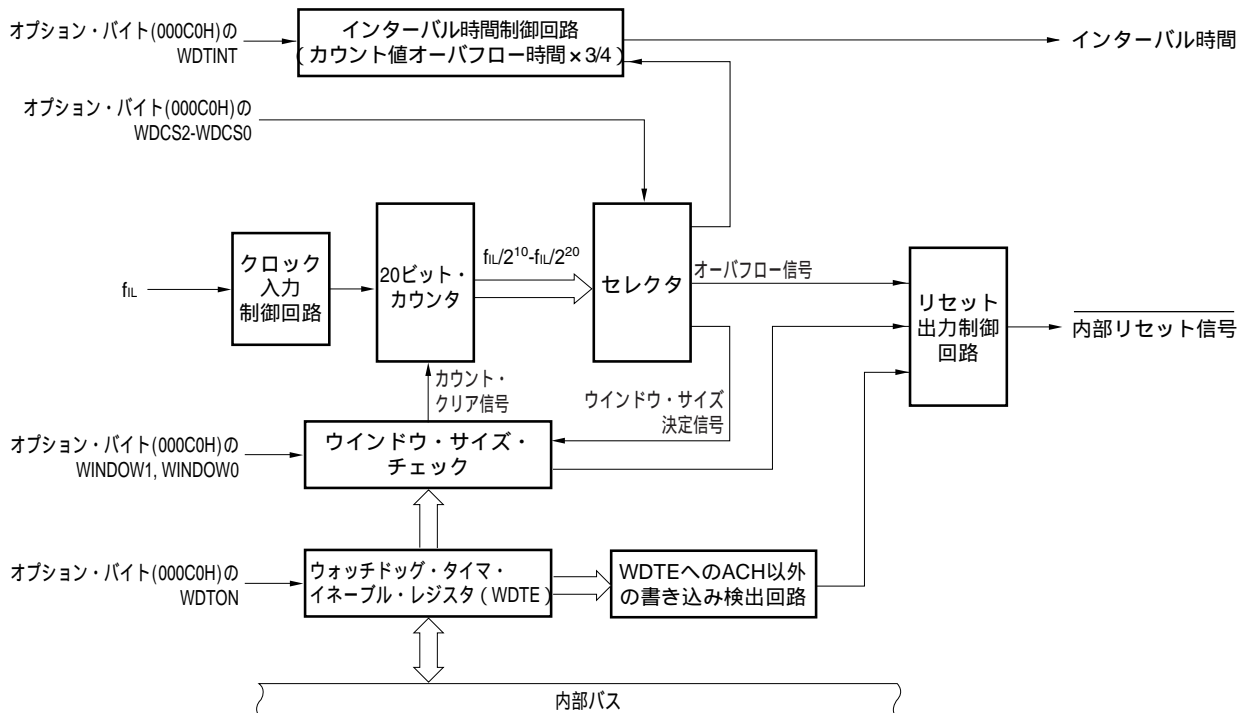 オプション・バイト(000C0H)の
WDTINT
インターバル時間制御回路
(カウント値オーバフロー時間×3/4)
インターバル時間
オプション・バイト(000C0H)の
WDCS2-WDCS0
fIL
クロック
入力
制御回路
20ビット・
カウンタ
fIL/2¹⁰-fIL/2²⁰
セレクタ
オーバフロー信号
リセット
出力制御
回路
内部リセット信号
カウント・
クリア信号
ウインドウ・サイズ
決定信号
オプション・バイト(000C0H)の
WINDOW1, WINDOW0
ウインドウ・サイズ・
チェック
オプション・バイト(000C0H)の
WDTON
ウォッチドッグ・タイマ・
イネーブル・レジスタ(WDTE)
WDTEへのACH以外
の書き込み検出回路
内部バス